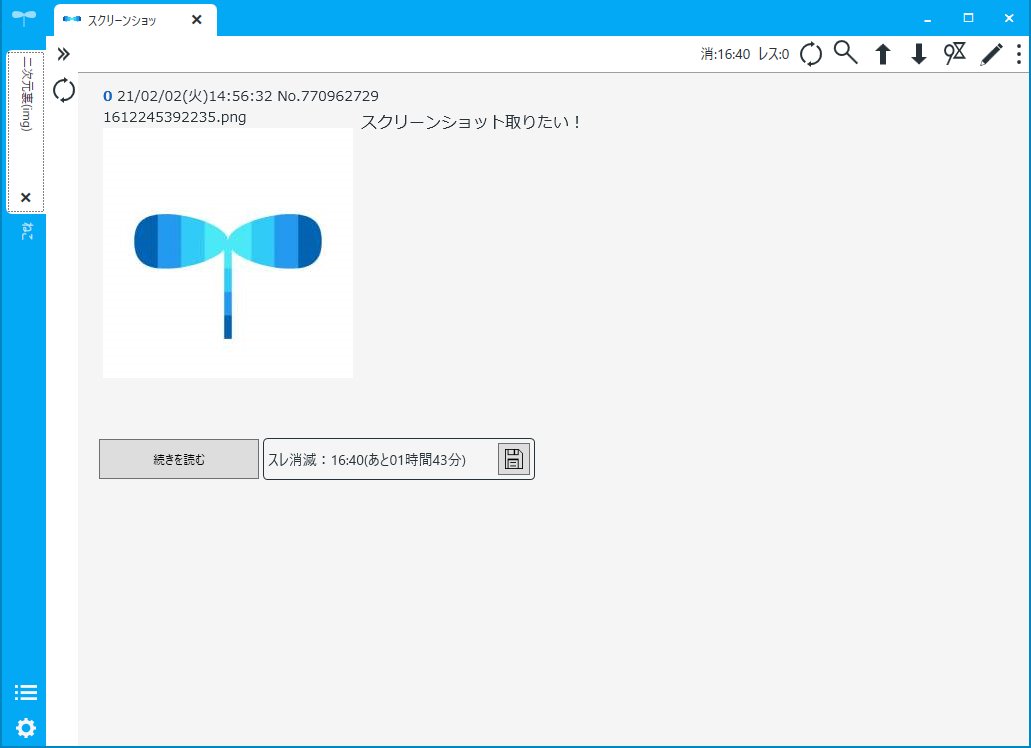 スクリーンショッ
二次元裏(img)
ねこ
消:16:40 レス:0
0 21/02/02(火)14:56:32 No.770962729
1612245392235.png
スクリーンショット取りたい！
続きを読む
スレ消滅：16:40(あと01時間43分)